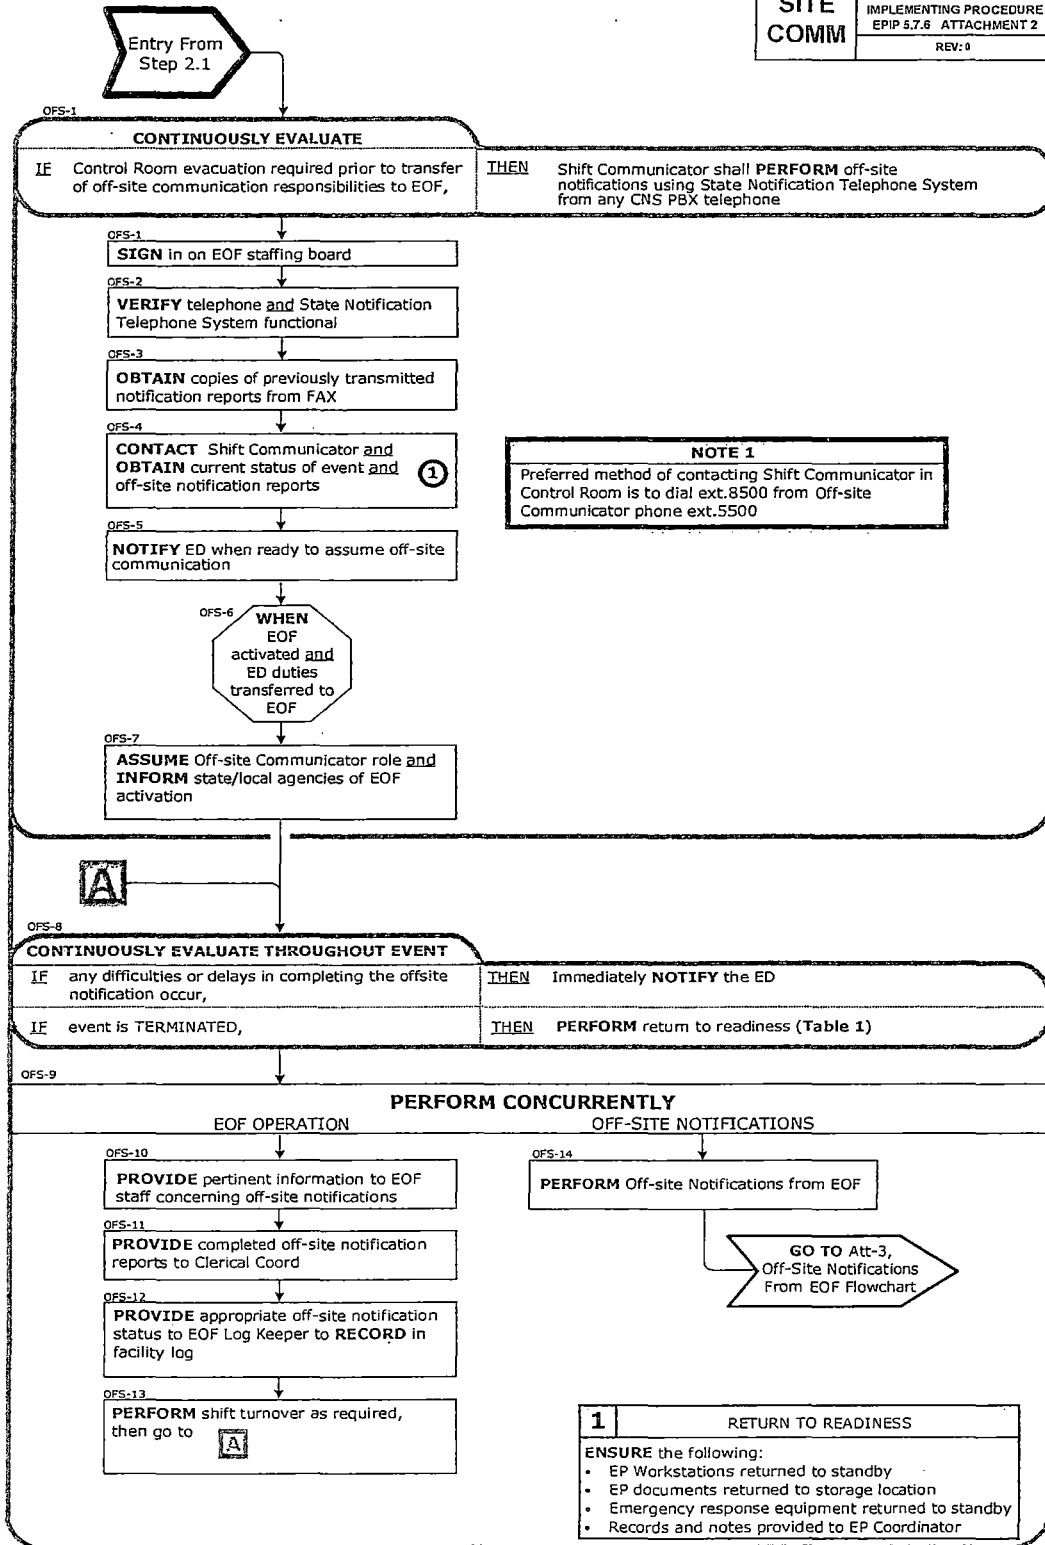 SITE
COMM
IMPLEMENTING PROCEDURE
EPIP 5.7.6 ATTACHMENT 2
REV: 0
Entry From
Step 2.1
OFS-1
CONTINUOUSLY EVALUATE
IF Control Room evacuation required prior to transfer
of off-site communication responsibilities to EOF,
THEN Shift Communicator shall PERFORM off-site
notifications using State Notification Telephone System
from any CNS PBX telephone
OFS-1
SIGN in on EOF staffing board
OFS-2
VERIFY telephone and State Notification
Telephone System functional
OFS-3
OBTAIN copies of previously transmitted
notification reports from FAX
OFS-4
CONTACT Shift Communicator and
OBTAIN current status of event and
off-site notification reports
1
NOTE 1
Preferred method of contacting Shift Communicator in
Control Room is to dial ext.8500 from Off-site
Communicator phone ext.5500
OFS-5
NOTIFY ED when ready to assume off-site
communication
OFS-6
WHEN
EOF
activated and
ED duties
transferred to
EOF
OFS-7
ASSUME Off-site Communicator role and
INFORM state/local agencies of EOF
activation
A
OFS-8
CONTINUOUSLY EVALUATE THROUGHOUT EVENT
IF any difficulties or delays in completing the offsite
notification occur,
THEN Immediately NOTIFY the ED
IF event is TERMINATED,
THEN PERFORM return to readiness (Table 1)
OFS-9
PERFORM CONCURRENTLY
EOF OPERATION
OFF-SITE NOTIFICATIONS
OFS-10
PROVIDE pertinent information to EOF
staff concerning off-site notifications
OFS-11
PROVIDE completed off-site notification
reports to Clerical Coord
OFS-12
PROVIDE appropriate off-site notification
status to EOF Log Keeper to RECORD in
facility log
OFS-13
PERFORM shift turnover as required,
then go to A
OFS-14
PERFORM Off-site Notifications from EOF
GO TO Att-3,
Off-Site Notifications
From EOF Flowchart
1 RETURN TO READINESS
ENSURE the following:
• EP Workstations returned to standby
• EP documents returned to storage location
• Emergency response equipment returned to standby
• Records and notes provided to EP Coordinator